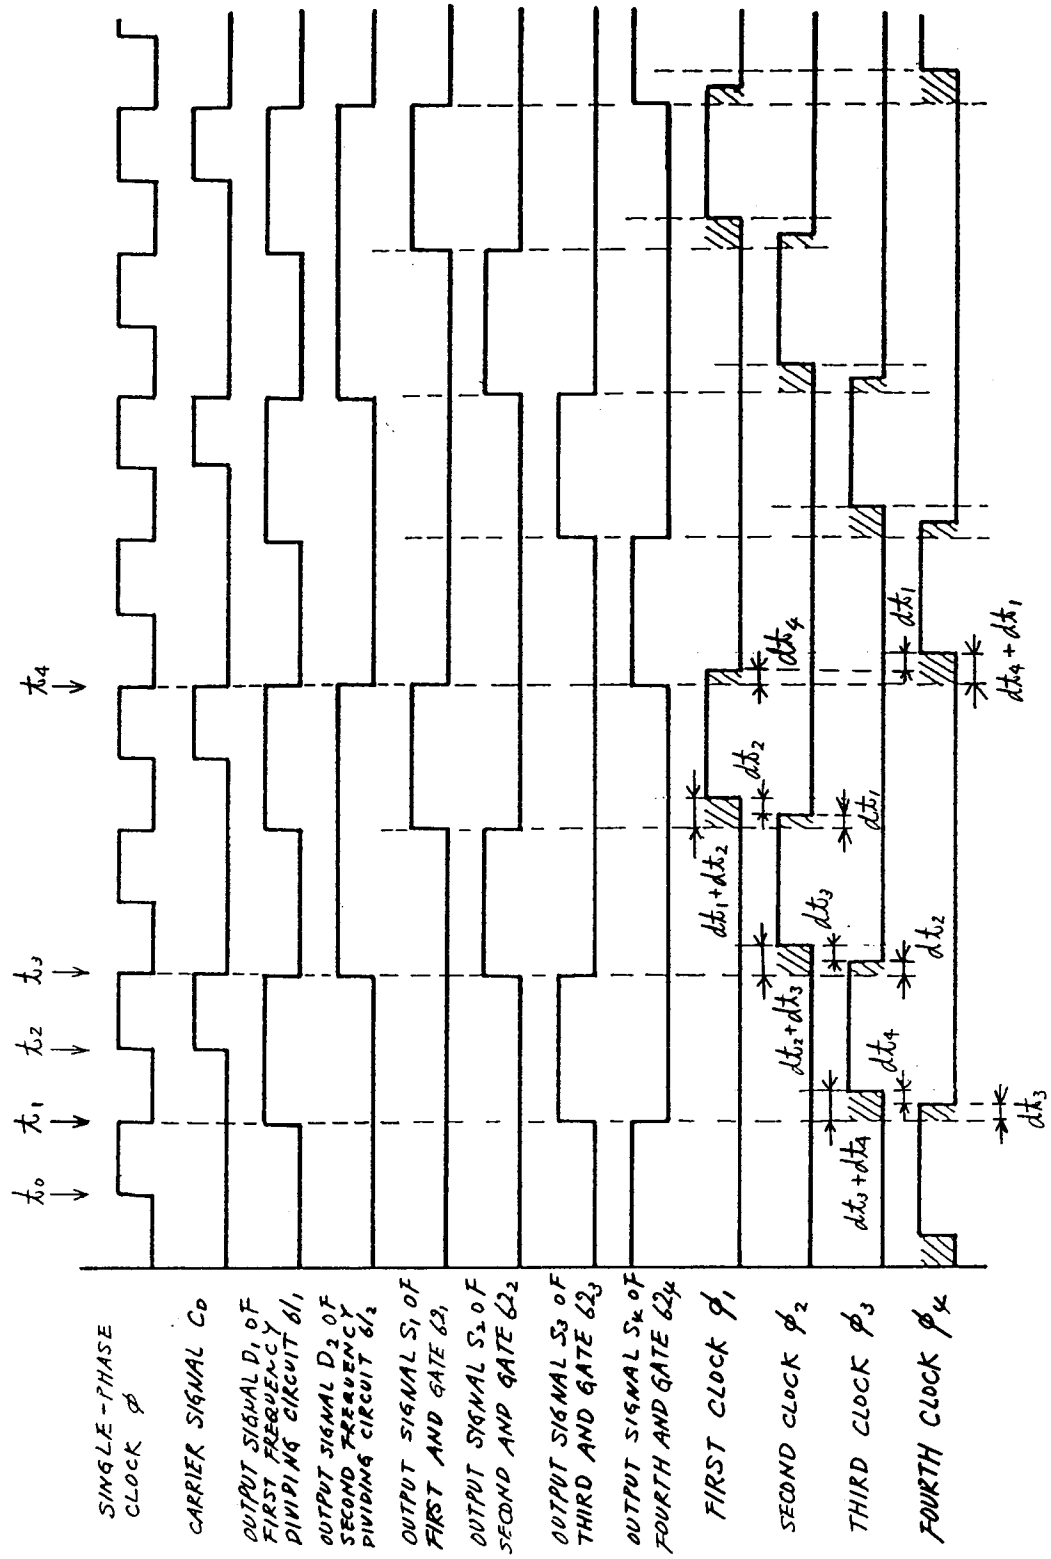 t₀
t₁
t₂
t₃
t₄
SINGLE-PHASE
CLOCK ϕ
CARRIER SIGNAL C₀
OUTPUT SIGNAL D₁ OF
FIRST FREQUENCY
DIVIDING CIRCUIT 61₁
OUTPUT SIGNAL D₂ OF
SECOND FREQUENCY
DIVIDING CIRCUIT 61₂
OUTPUT SIGNAL S₁ OF
FIRST AND GATE 62₁
OUTPUT SIGNAL S₂ OF
SECOND AND GATE 62₂
OUTPUT SIGNAL S₃ OF
THIRD AND GATE 62₃
OUTPUT SIGNAL S₄ OF
FOURTH AND GATE 62₄
FIRST CLOCK ϕ₁
dt₁+dt₂
dt₂
dt₄
SECOND CLOCK ϕ₂
dt₂+dt₃
dt₃
dt₁
THIRD CLOCK ϕ₃
dt₃+dt₄
dt₄
dt₂
dt₁
FOURTH CLOCK ϕ₄
dt₃
dt₄+dt₁